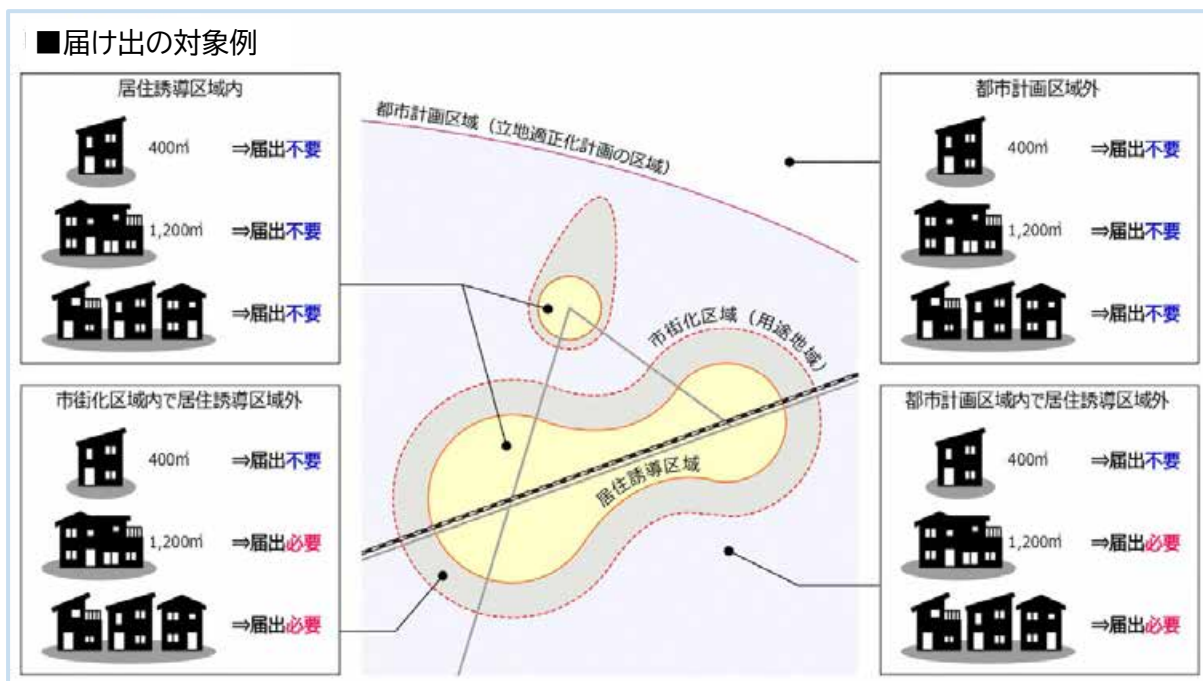 ■届け出の対象例
居住誘導区域内
400㎡ ⇒届出不要
1,200㎡ ⇒届出不要
⇒届出不要
市街化区域内で居住誘導区域外
400㎡ ⇒届出不要
1,200㎡ ⇒届出必要
⇒届出必要
都市計画区域（立地適正化計画の区域）
市街化区域（用途地域）
居住誘導区域
都市計画区域外
400㎡ ⇒届出不要
1,200㎡ ⇒届出不要
⇒届出不要
都市計画区域内で居住誘導区域外
400㎡ ⇒届出不要
1,200㎡ ⇒届出必要
⇒届出必要